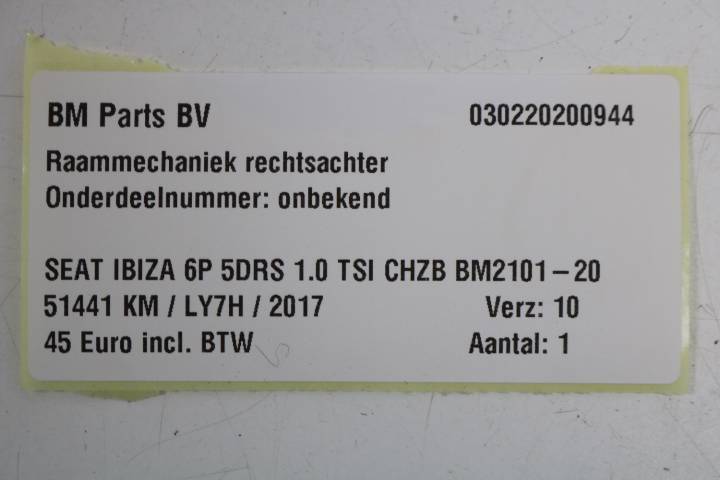 BM Parts BV 030220200944
Raammechaniek rechtsachter
Onderdeelnummer: onbekend
SEAT IBIZA 6P 5DRS 1.0 TSI CHZB BM2101-20
51441 KM / LY7H / 2017 Verz: 10
45 Euro incl. BTW Aantal: 1